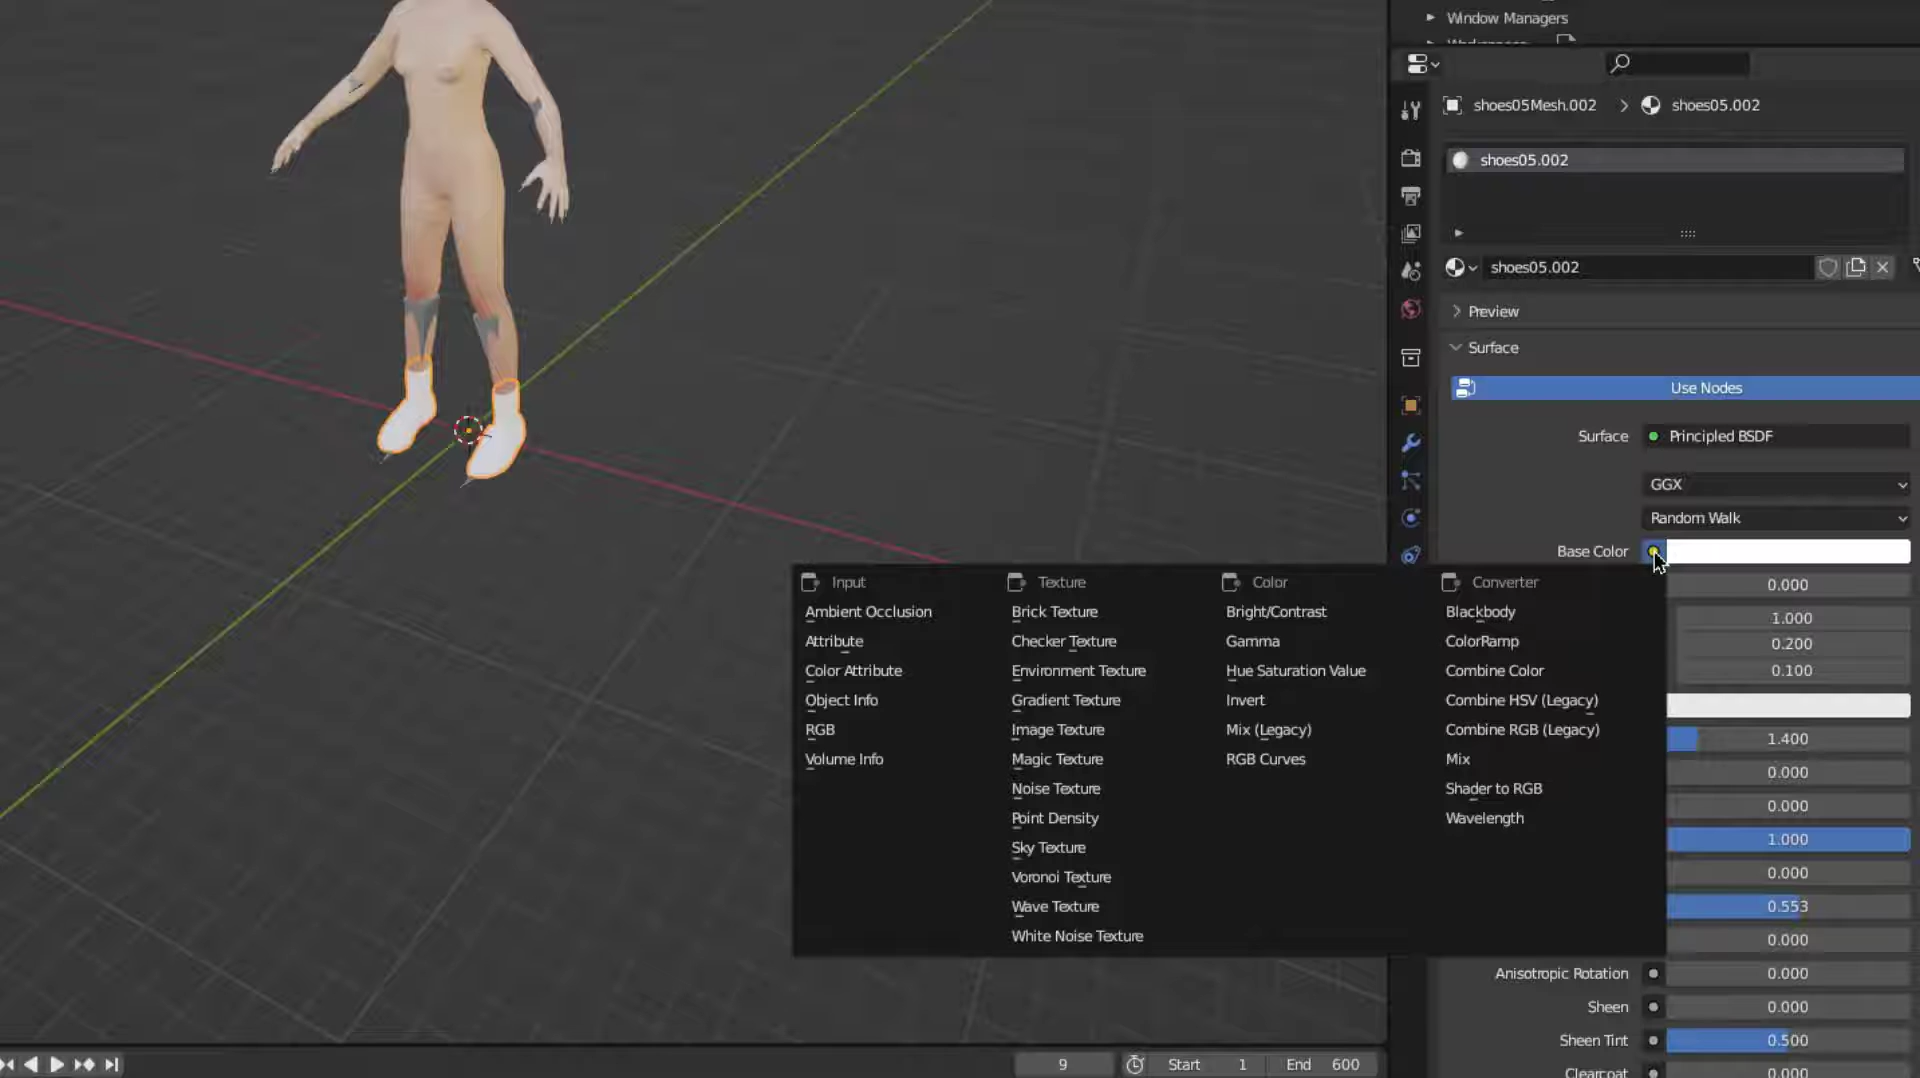 Window Managers
shoes05Mesh.002 > shoes05.002
shoes05.002
shoes05.002
Preview
Surface
Use Nodes
Surface Principled BSDF
GGX
Random Walk
Base Color
Input
Ambient Occlusion
Attribute
Color Attribute
Object Info
RGB
Volume Info
Texture
Brick Texture
Checker Texture
Environment Texture
Gradient Texture
Image Texture
Magic Texture
Noise Texture
Point Density
Sky Texture
Voronoi Texture
Wave Texture
White Noise Texture
Color
Bright/Contrast
Gamma
Hue Saturation Value
Invert
Mix (Legacy)
RGB Curves
Converter
Blackbody
ColorRamp
Combine Color
Combine HSV (Legacy)
Combine RGB (Legacy)
Mix
Shader to RGB
Wavelength
0.000
1.000
0.200
0.100
1.400
0.000
0.000
1.000
0.000
0.553
0.000
Anisotropic Rotation 0.000
Sheen 0.000
Sheen Tint 0.500
Clearcoat 0.000
9 Start 1 End 600